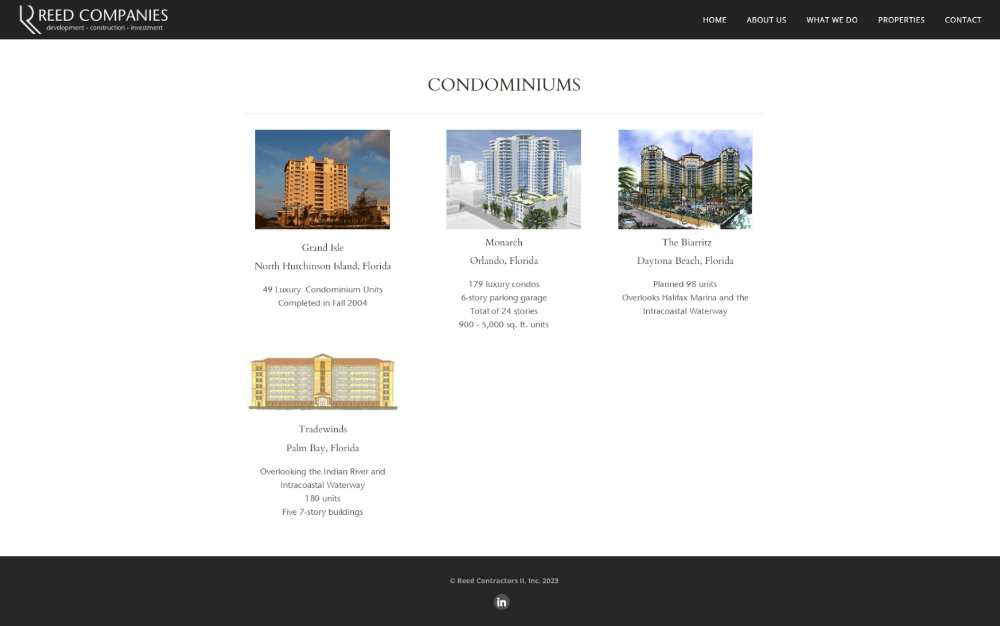 REED COMPANIES
development - construction - investment
HOME
ABOUT US
WHAT WE DO
PROPERTIES
CONTACT
CONDOMINIUMS
Grand Isle
North Hutchinson Island, Florida
49 Luxury  Condominium Units
Completed in Fall 2004
Monarch
Orlando, Florida
179 luxury condos
6-story parking garage
Total of 24 stories
900 - 5,000 sq. ft. units
The Biarritz
Daytona Beach, Florida
Planned 98 units
Overlooks Halifax Marina and the
Intracoastal Waterway
Tradewinds
Palm Bay, Florida
Overlooking the Indian River and
Intracoastal Waterway
180 units
Five 7-story buildings
© Reed Contractors II, Inc. 2023
in